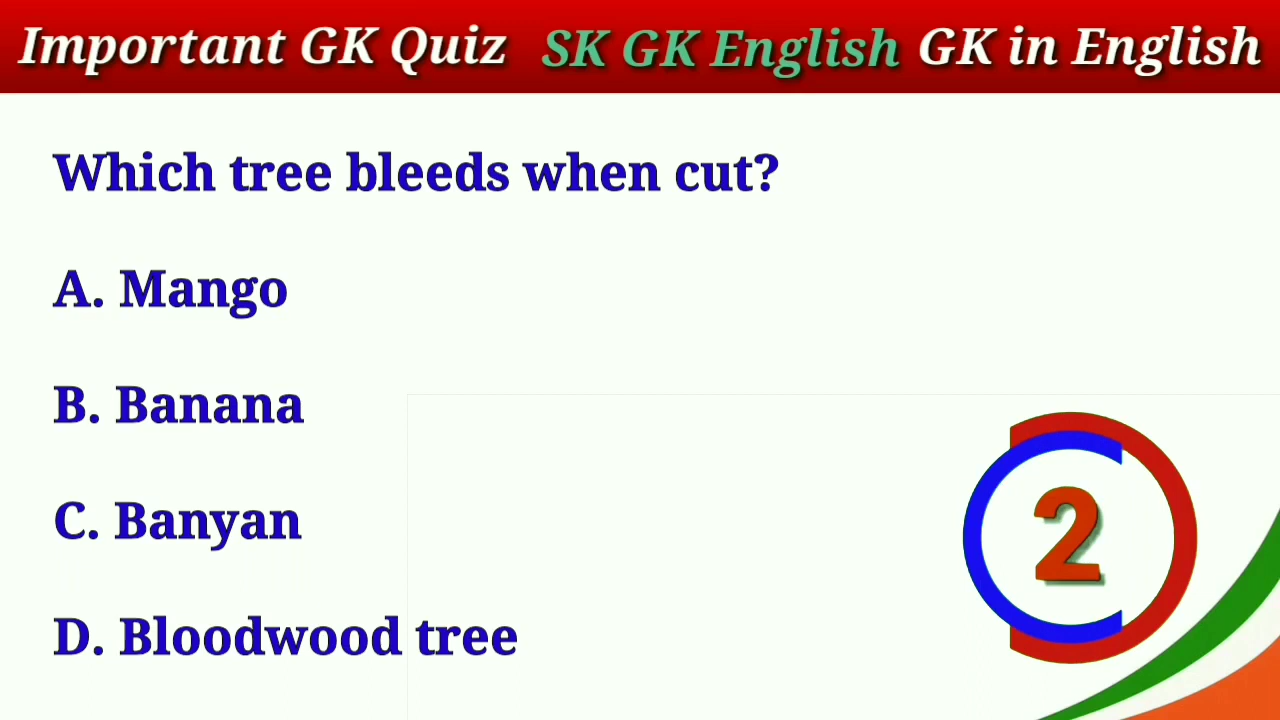 Important GK Quiz SK GK English GK in English
Which tree bleeds when cut?
A. Mango
B. Banana
C. Banyan
D. Bloodwood tree
2